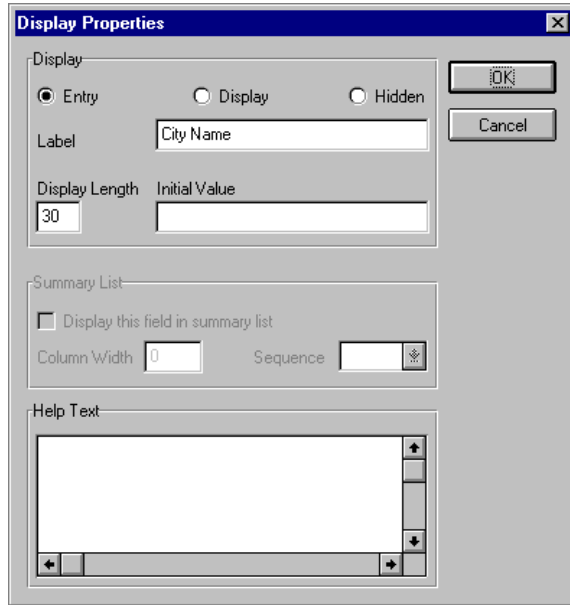 Display Properties
Display
OK
Entry Display Hidden
Cancel
Label City Name
Display Length Initial Value
30
Summary List
Display this field in summary list
Column Width 0 Sequence
Help Text